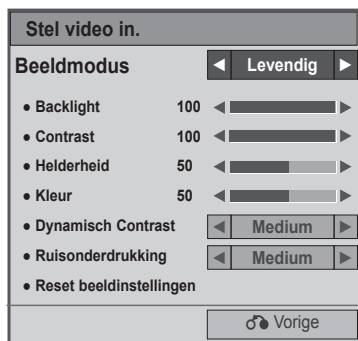 Stel video in.
Beeldmodus ◄ Levendig ►
● Backlight 100
● Contrast 100
● Helderheid 50
● Kleur 50
● Dynamisch Contrast ◄ Medium ►
● Ruisonderdrukking ◄ Medium ►
● Reset beeldinstellingen
Vorige